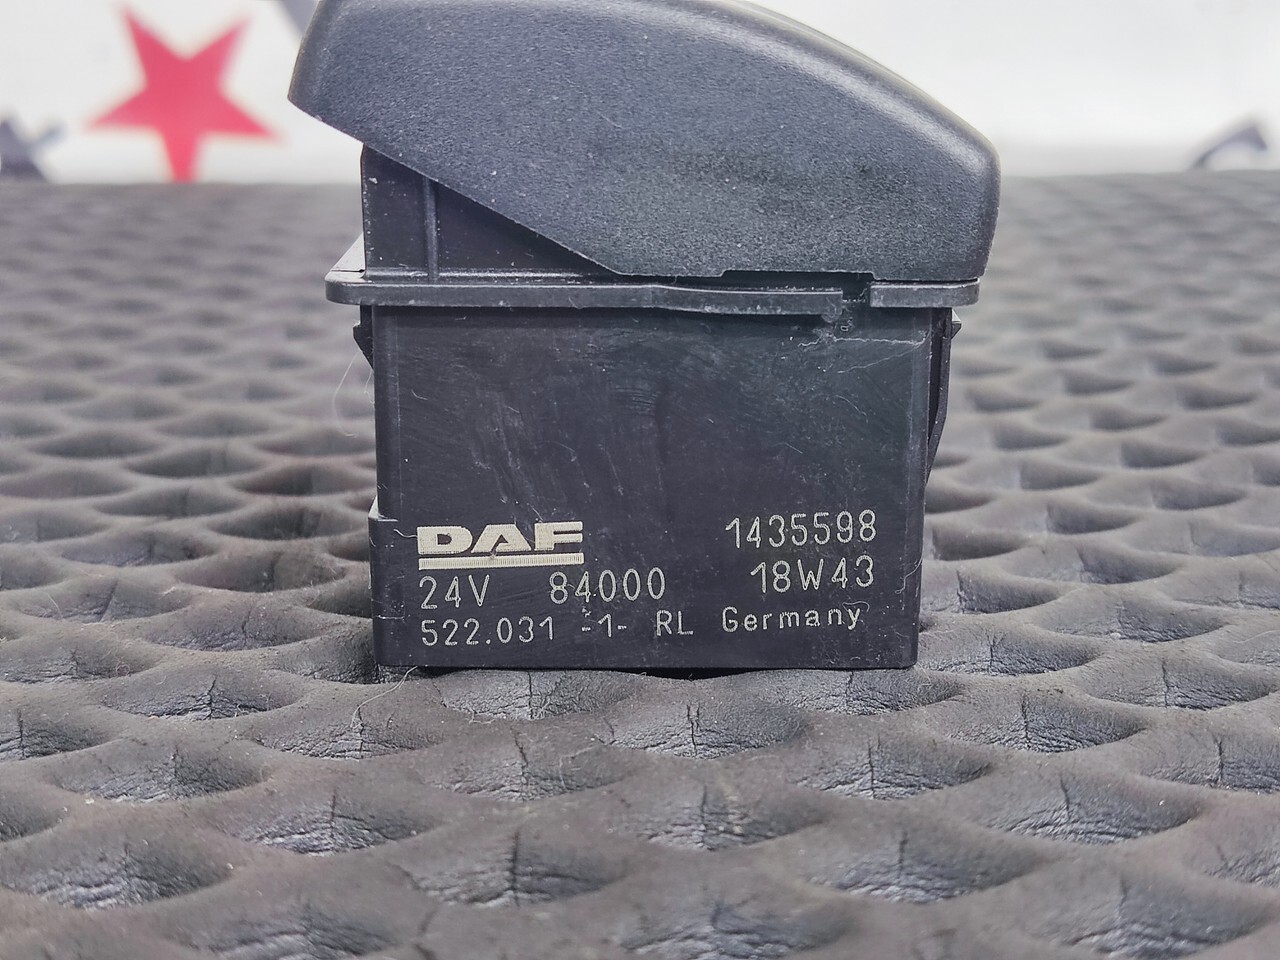 DAF 1435598
24V 84000 18W43
522.031 -1- RL Germany